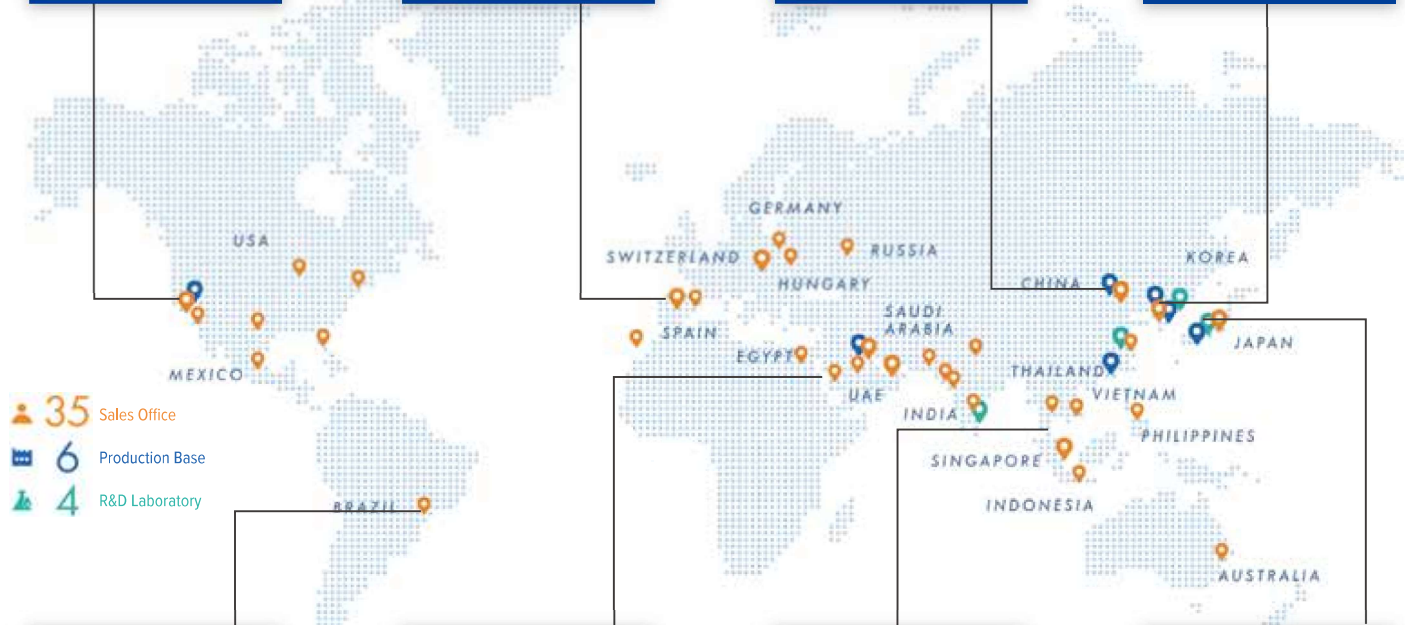 GERMANY
USA
SWITZERLAND
RUSSIA
KOREA
HUNGARY
CHINA
SAUDI
ARABIA
SPAIN
EGYPT
JAPAN
MEXICO
THAILAND
UAE
VIETNAM
INDIA
35 Sales Office
PHILIPPINES
6 Production Base
SINGAPORE
4 R&D Laboratory
BRAZIL
INDONESIA
AUSTRALIA